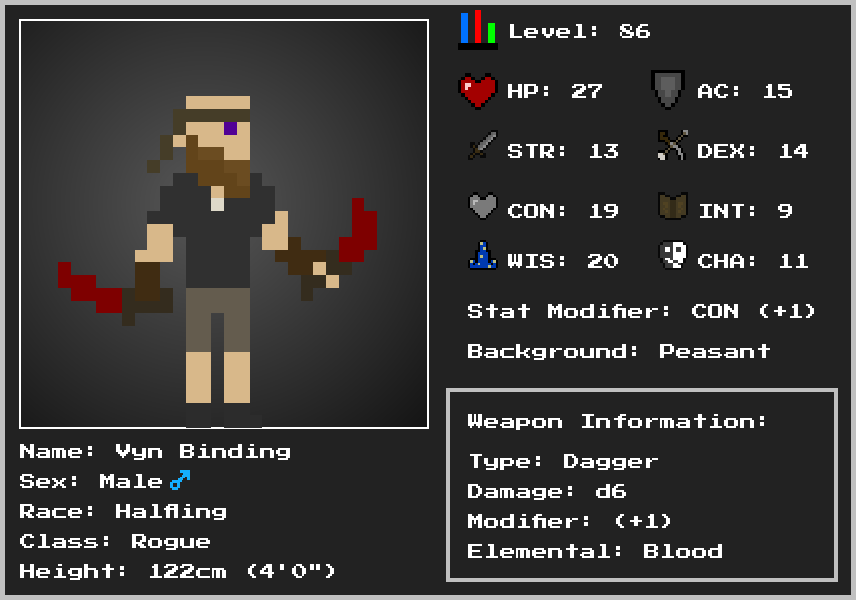 Level: 86
HP: 27
AC: 15
STR: 13
DEX: 14
CON: 19
INT: 9
WIS: 20
CHA: 11
Stat Modifier: CON (+1)
Background: Peasant
Weapon Information:
Type: Dagger
Damage: d6
Modifier: (+1)
Elemental: Blood
Name: Vyn Binding
Sex: Male ♂
Race: Halfling
Class: Rogue
Height: 122cm (4'0")